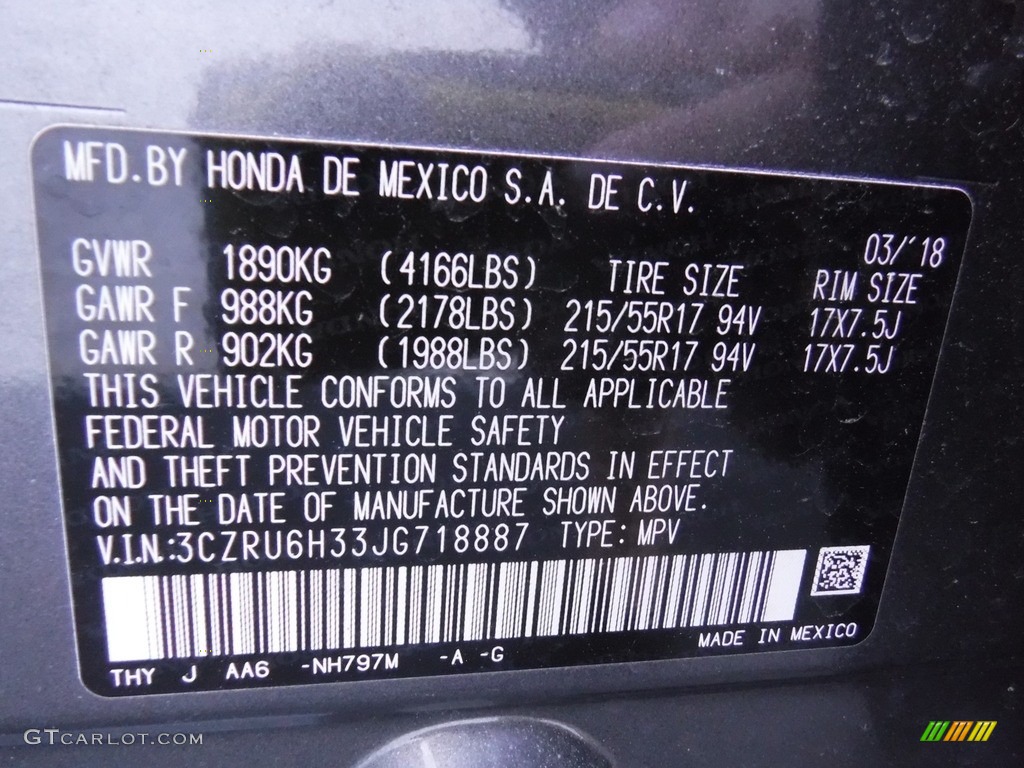 MFD.BY HONDA DE MEXICO S.A. DE C.V.
03/'18
GVWR 1890KG (4166LBS) TIRE SIZE RIM SIZE
GAWR F 988KG (2178LBS) 215/55R17 94V 17X7.5J
GAWR R 902KG (1988LBS) 215/55R17 94V 17X7.5J
THIS VEHICLE CONFORMS TO ALL APPLICABLE
FEDERAL MOTOR VEHICLE SAFETY
AND THEFT PREVENTION STANDARDS IN EFFECT
ON THE DATE OF MANUFACTURE SHOWN ABOVE.
V.I.N.:3CZRU6H33JG718887 TYPE: MPV
MADE IN MEXICO
THY J AA6 -NH797M -A -G
GTCARLOT.COM